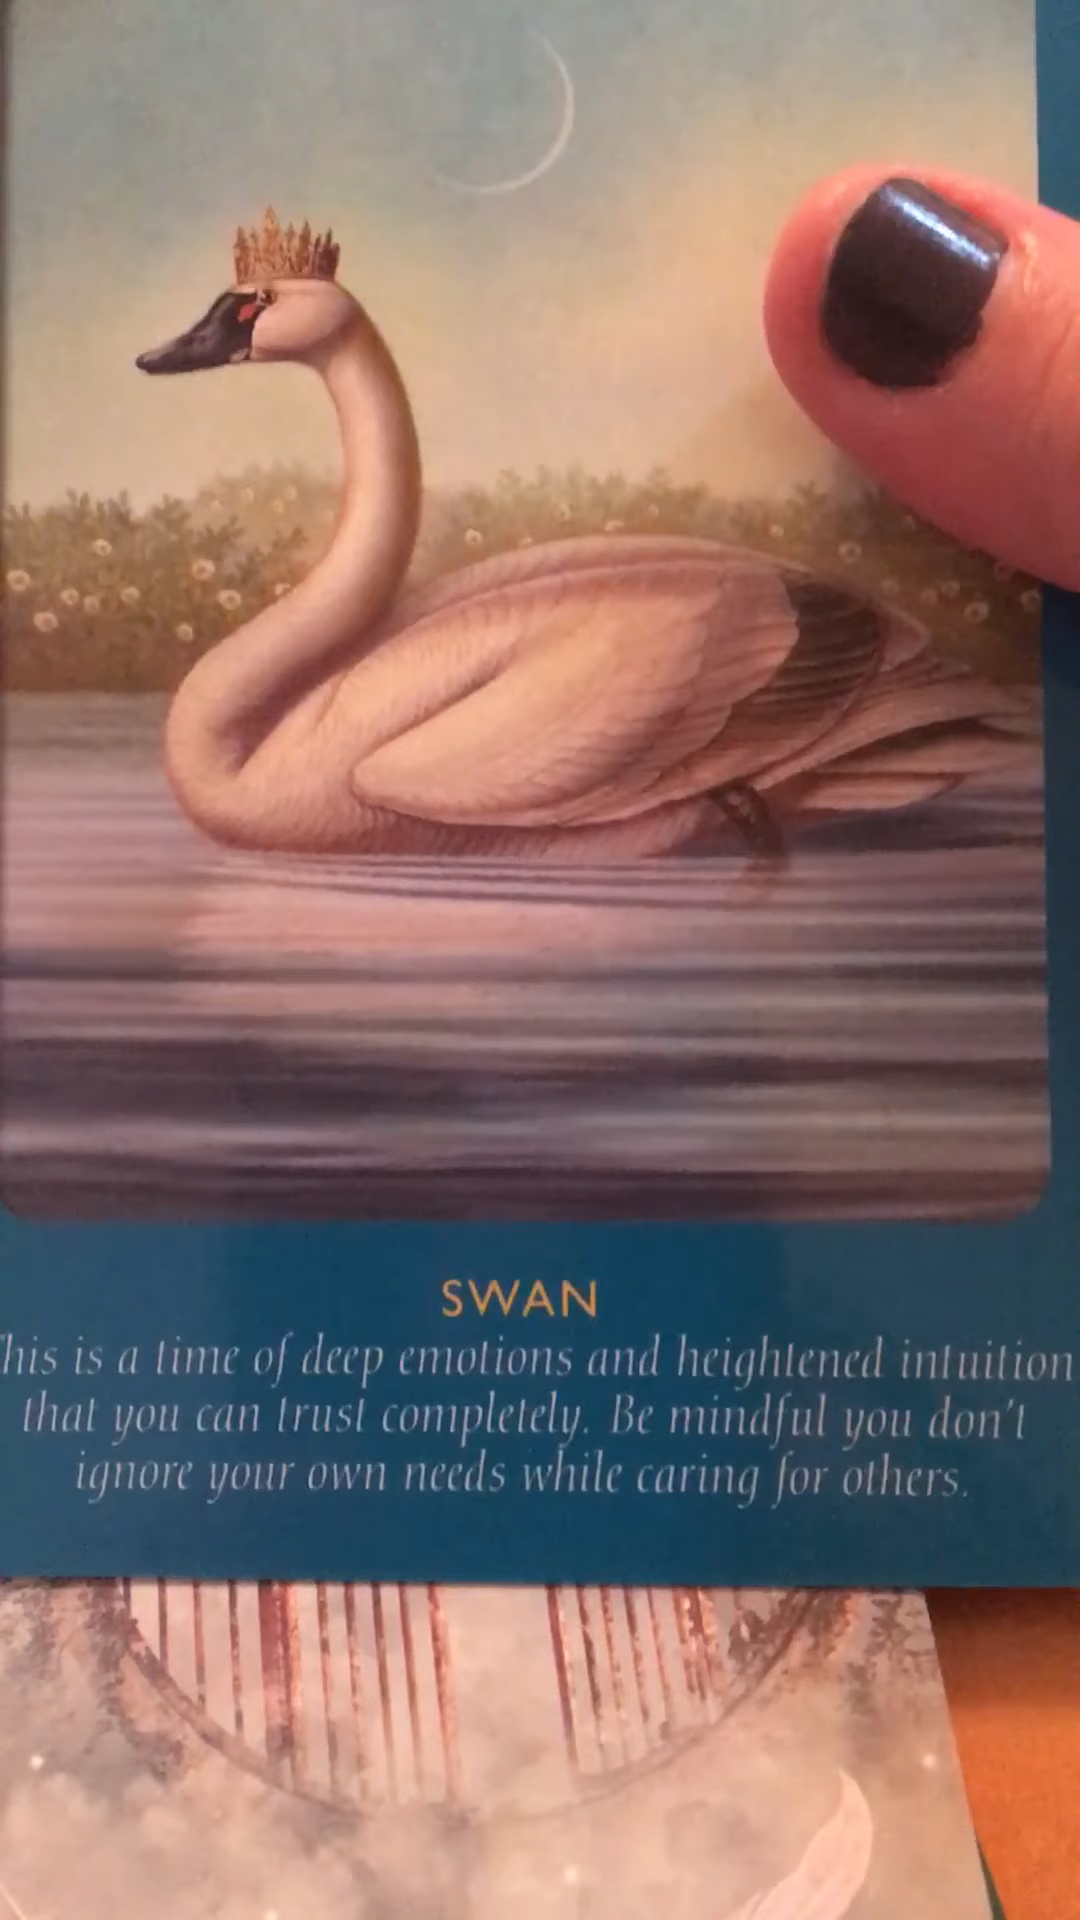 SWAN
This is a time of deep emotions and heightened intuition
that you can trust completely. Be mindful you don't
ignore your own needs while caring for others.